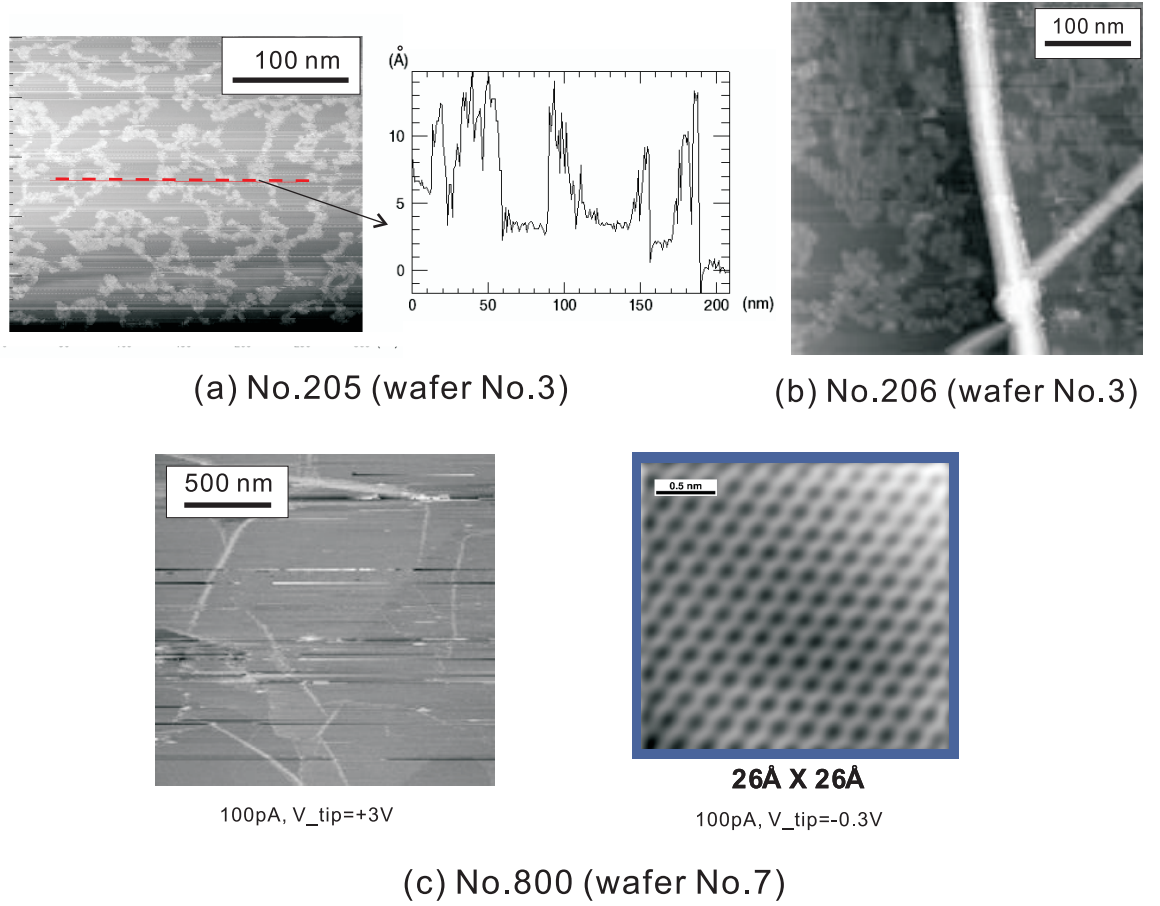 100 nm
(Å)
10
5
0
0 50 100 150 200 (nm)
(a) No.205 (wafer No.3)
100 nm
(b) No.206 (wafer No.3)
500 nm
100pA, V_tip=+3V
0.5 nm
26Å X 26Å
100pA, V_tip=-0.3V
(c) No.800 (wafer No.7)